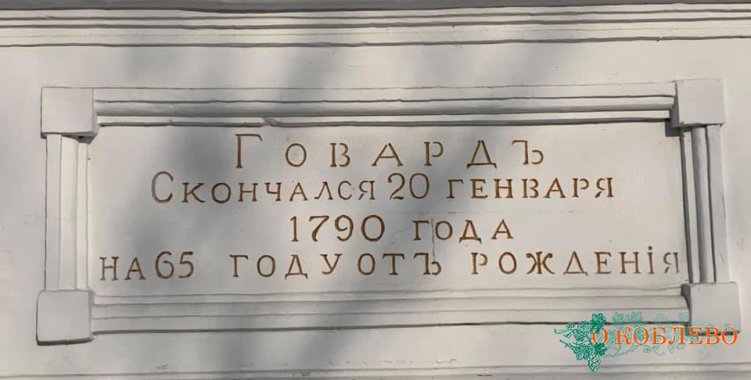 Говардъ
Скончался 20 генваря
1790 года
на 65 году отъ рожденія
О КОБЛЕВО